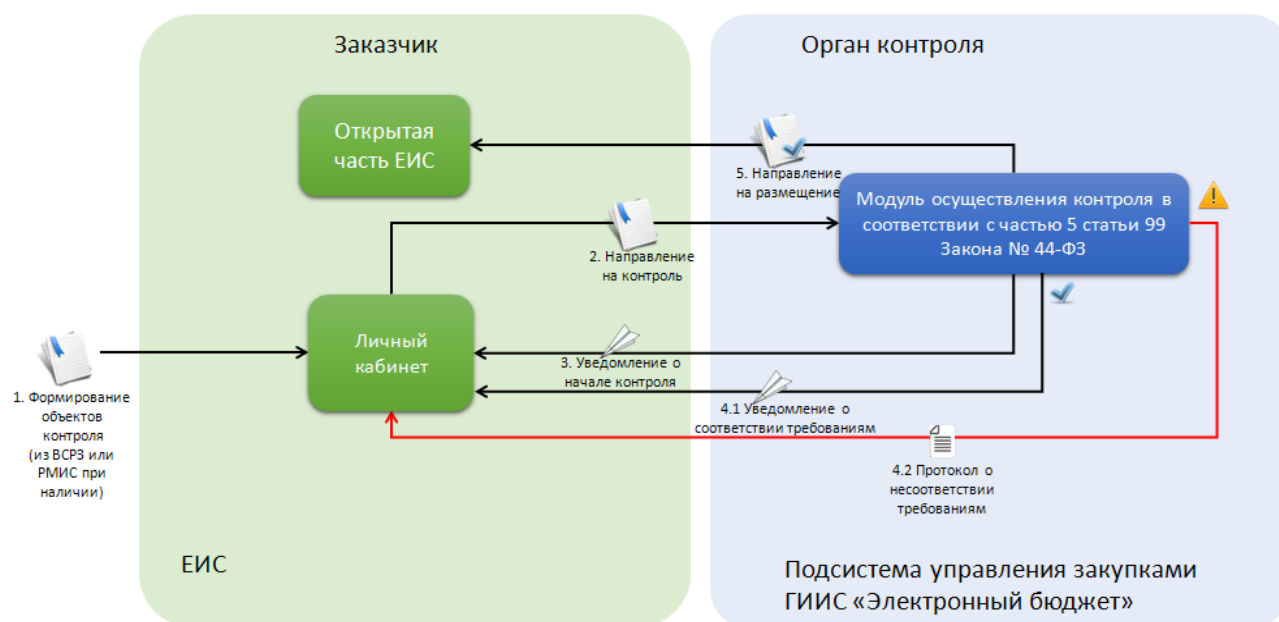 Заказчик
Орган контроля
Открытая
часть ЕИС
5. Направление
на размещение
Модуль осуществления контроля в
соответствии с частью 5 статьи 99
Закона № 44-ФЗ
2. Направление
на контроль
Личный
кабинет
3. Уведомление о
начале контроля
1. Формирование
объектов
контроля
(из ВСРЗ или
РМИС при
наличии)
4.1 Уведомление о
соответствии требованиям
4.2 Протокол о
несоответствии
требованиям
ЕИС
Подсистема управления закупками
ГИИС «Электронный бюджет»